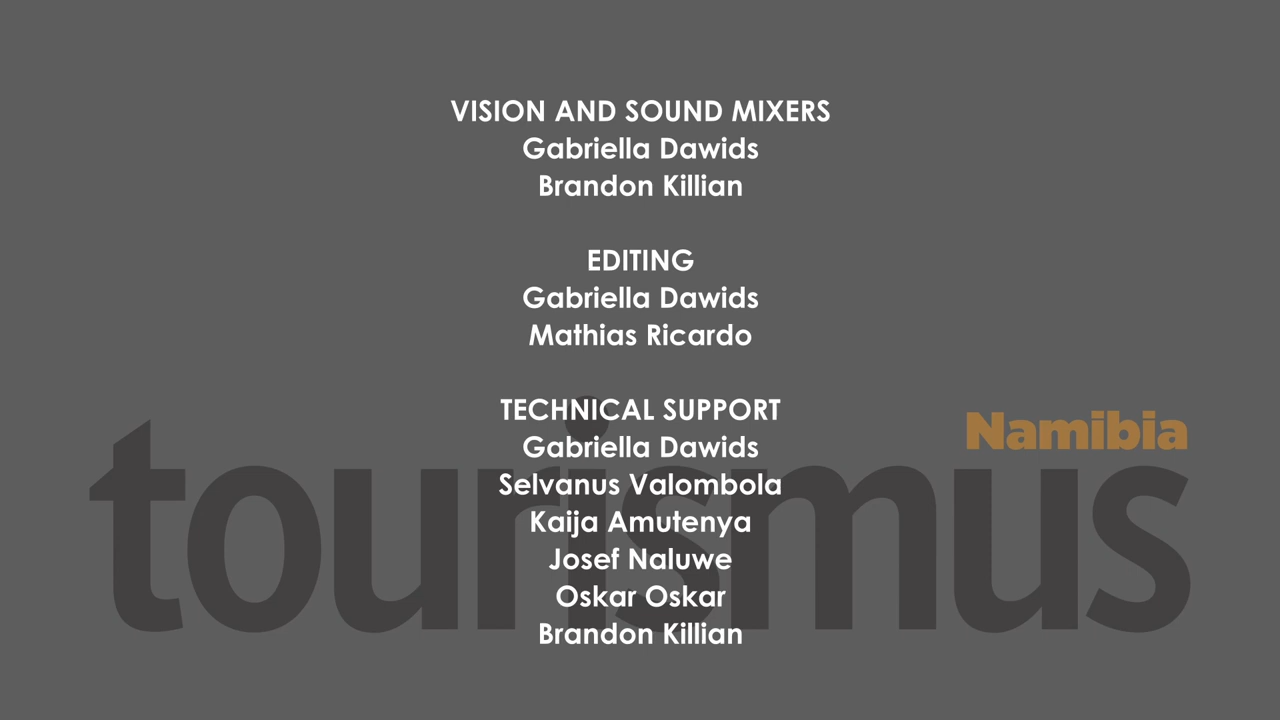 VISION AND SOUND MIXERS
Gabriella Dawids
Brandon Killian
EDITING
Gabriella Dawids
Mathias Ricardo
TECHNICAL SUPPORT
Gabriella Dawids
Selvanus Valombola
Kaija Amutenya
Josef Naluwe
Oskar Oskar
Brandon Killian
Namibia
tourismus